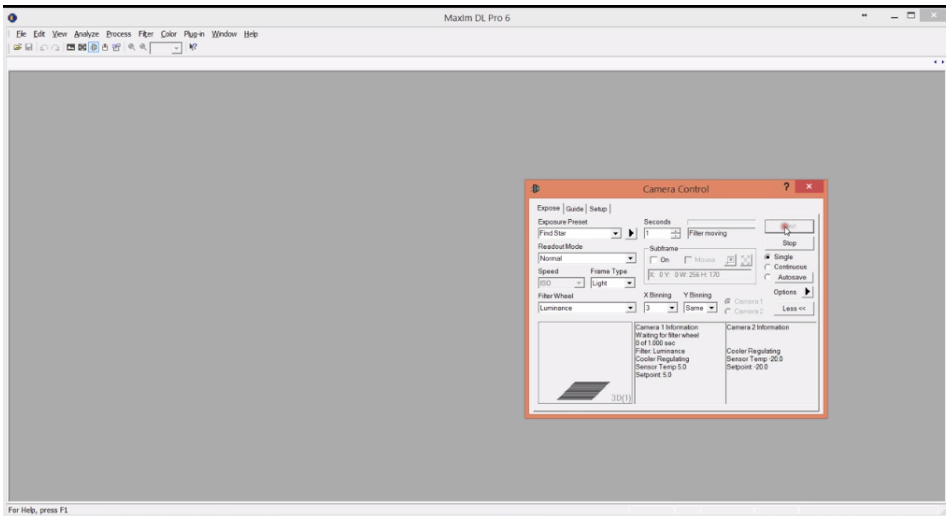 MaxIm DL Pro 6
File Edit View Analyze Process Filter Color Plug-in Window Help
Camera Control
Expose Guide Setup
Exposure Preset
Find Star
Seconds
1
Filter moving
Stop
Readout Mode
Normal
Subframe
On Mouse
X: 0 Y: 0 W: 256 H: 170
Single
Continuous
Autosave
Speed Frame Type
ISO Light
Filter Wheel
Luminance
X Binning Y Binning
3 Same
Camera 1
Camera 2
Options
Less <<
Camera 1 Information
Waiting for filter wheel
0 of 1.000 sec
Filter: Luminance
Cooler Regulating
Sensor Temp 5.0
Setpoint 5.0
Camera 2 Information
Cooler Regulating
Sensor Temp -20.0
Setpoint -20.0
3D(1)
For Help, press F1